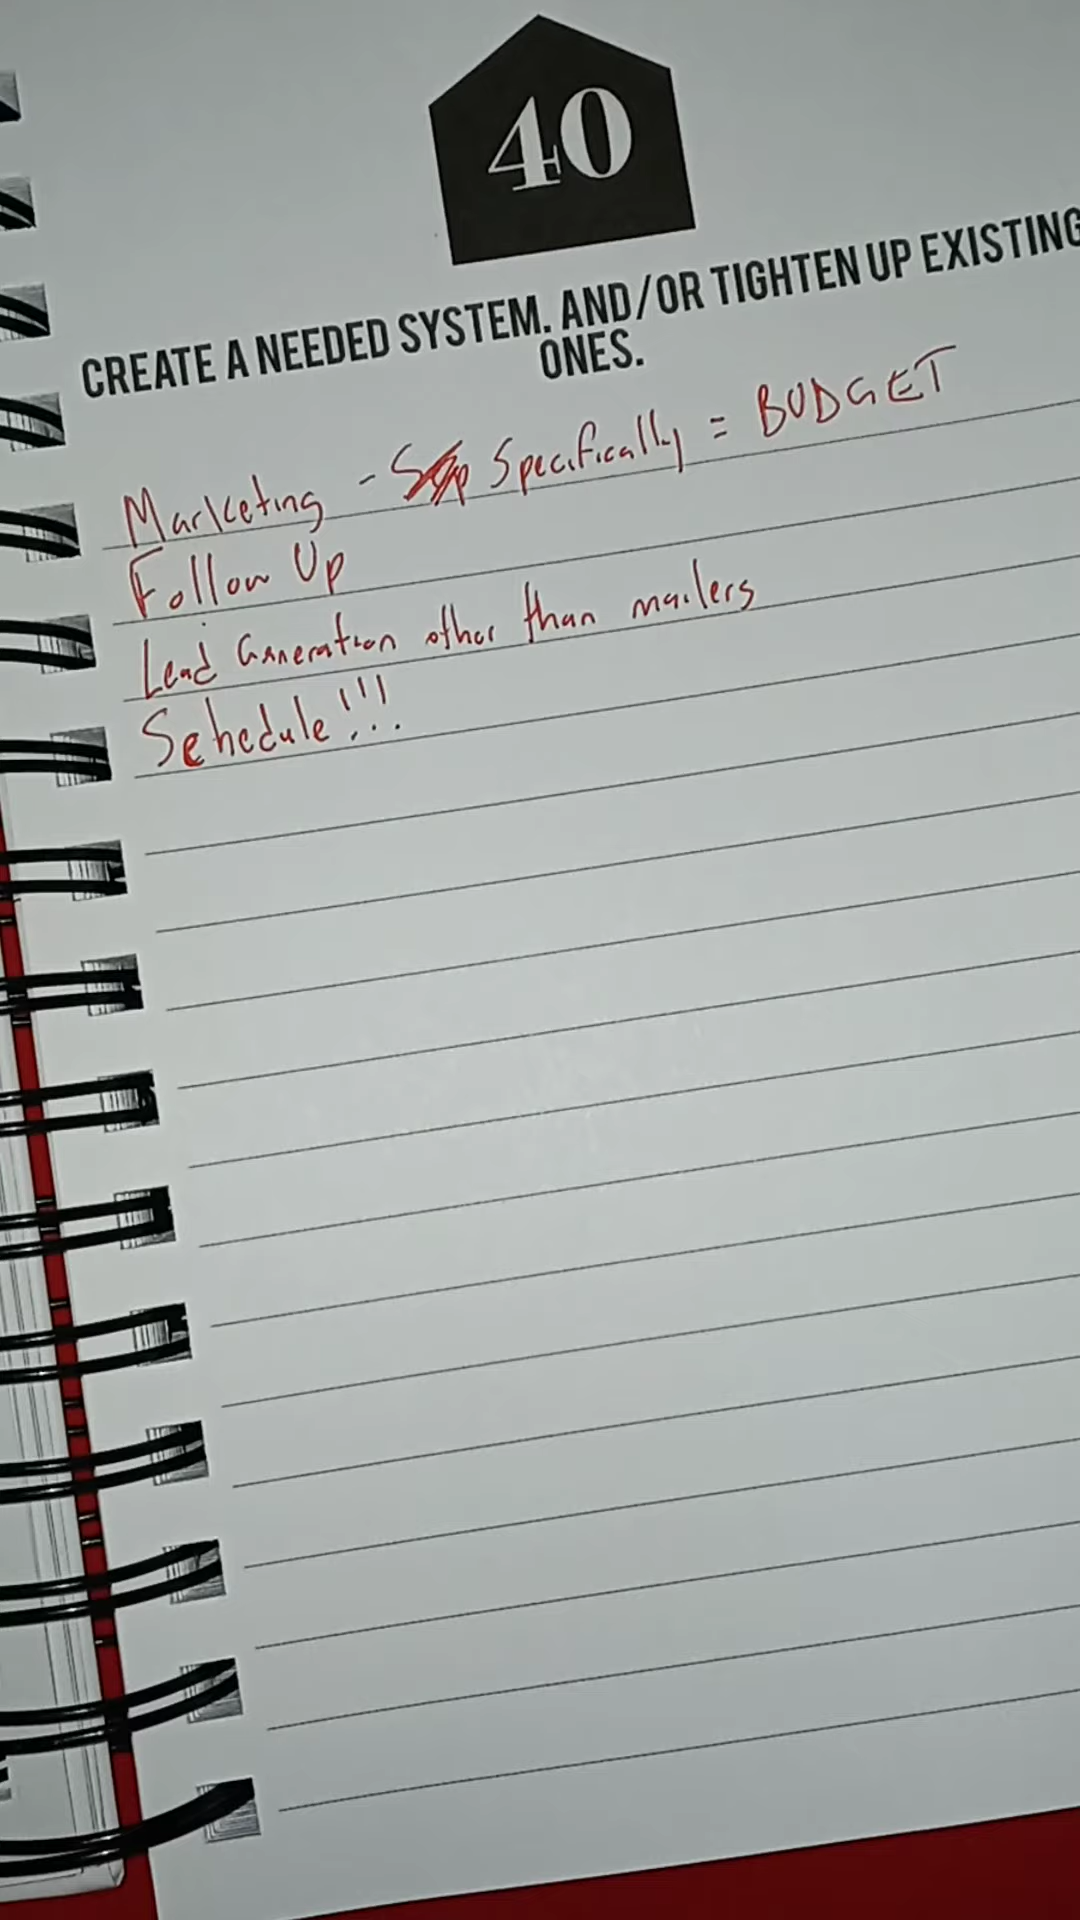 40
CREATE A NEEDED SYSTEM. AND/OR TIGHTEN UP EXISTING
ONES.
Marketing - Specifically = BUDGET
Follow Up
Lead Generation other than mailers
Schedule!!!